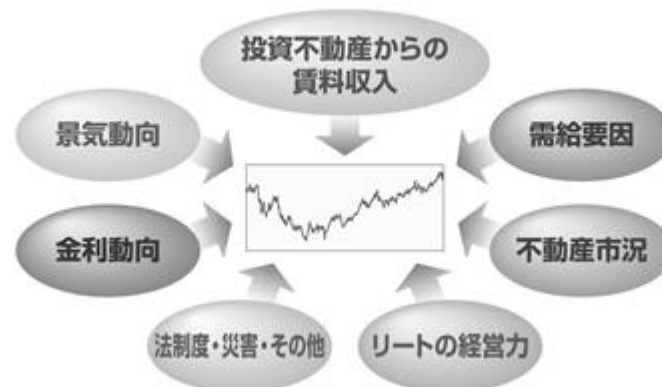 投資不動産からの
賃料収入
景気動向
需給要因
金利動向
不動産市況
法制度・災害・その他
リートの経営力